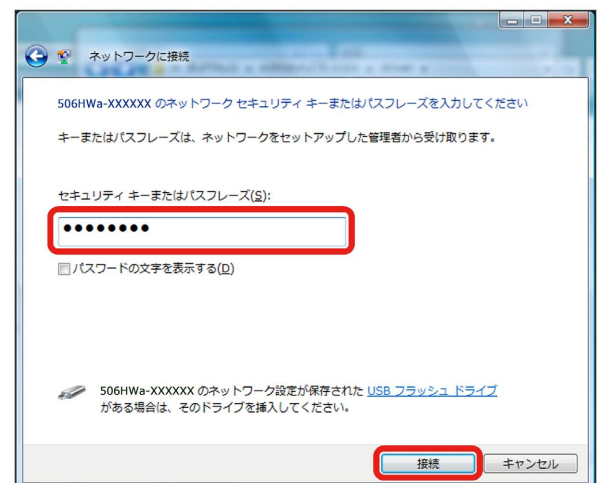 ネットワークに接続
506HWa-XXXXXX のネットワーク セキュリティ キーまたはパスフレーズを入力してください
キーまたはパスフレーズは、ネットワークをセットアップした管理者から受け取ります。
セキュリティ キーまたはパスフレーズ(S):
●●●●●●●●
パスワードの文字を表示する(D)
506HWa-XXXXXX のネットワーク設定が保存された USB フラッシュ ドライブ
がある場合は、そのドライブを挿入してください。
接続
キャンセル